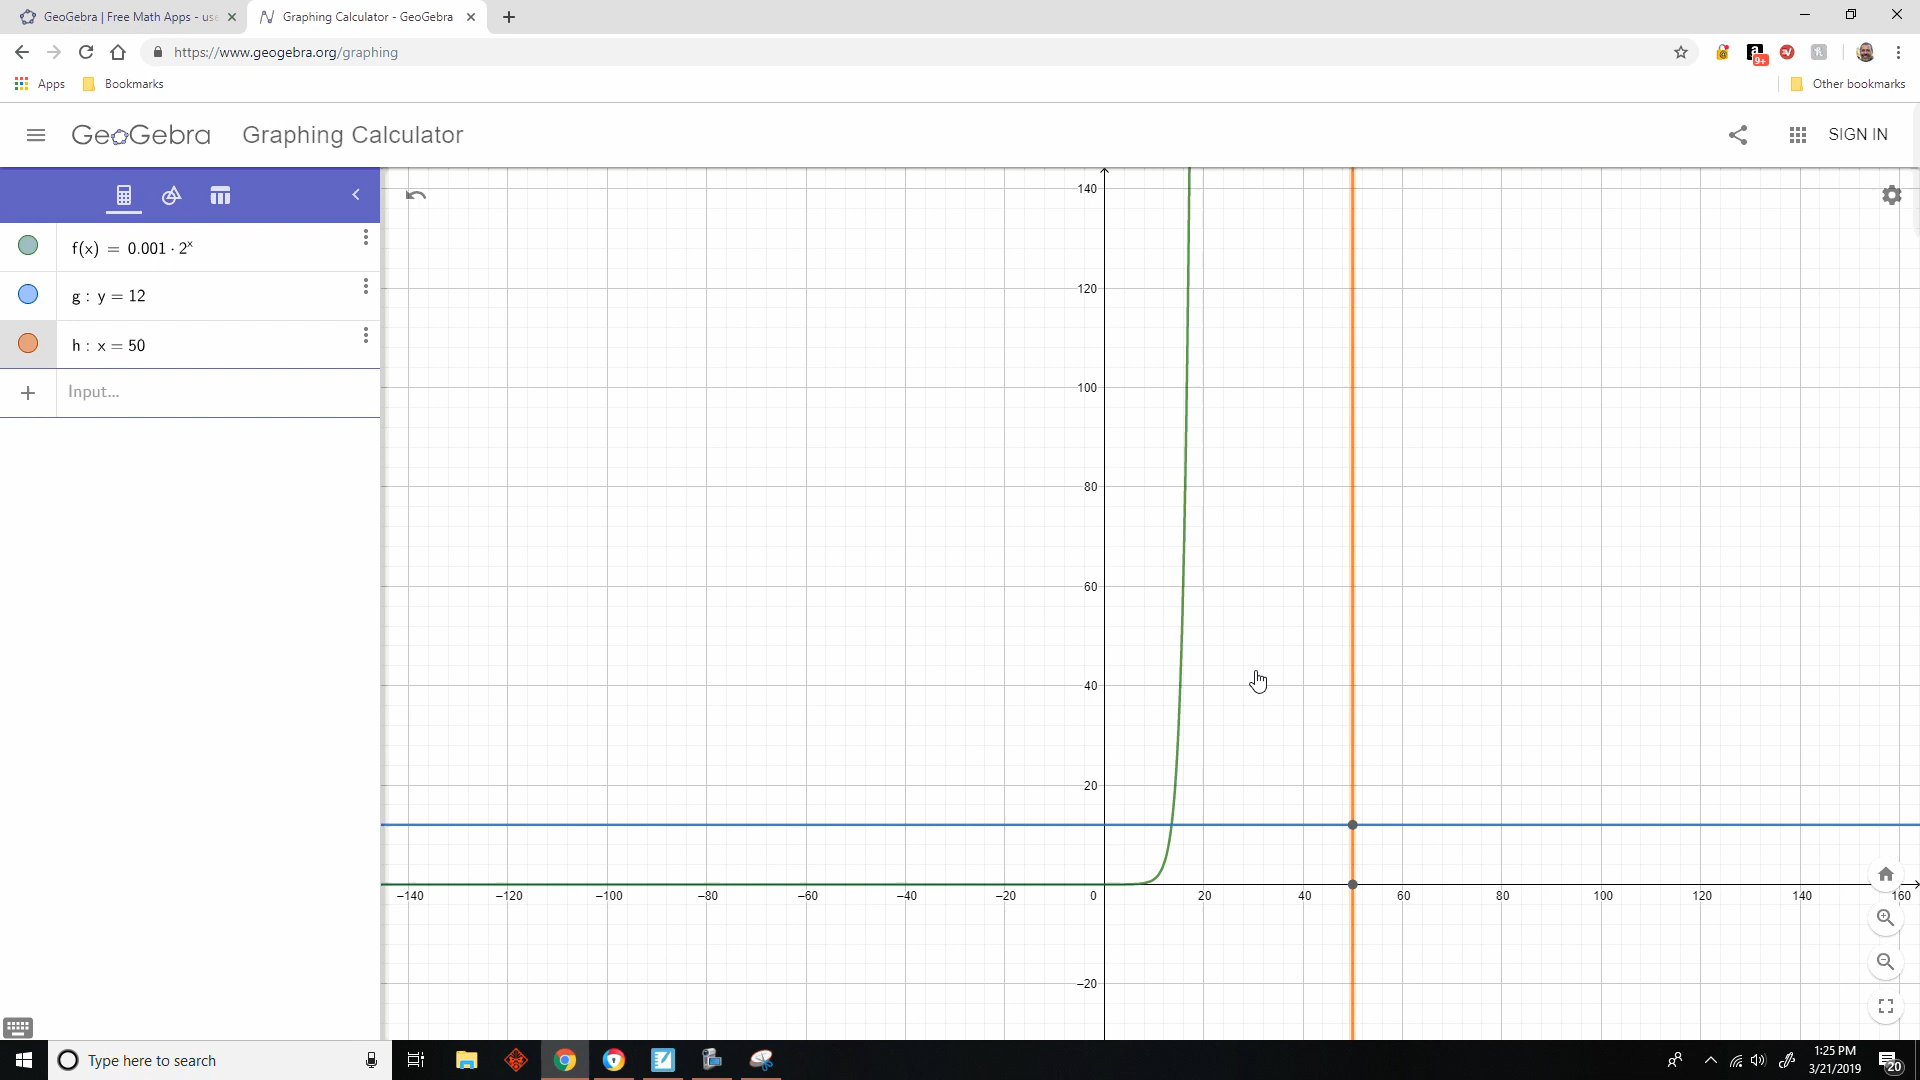 GeoGebra | Free Math Apps - use
Graphing Calculator - GeoGebra
https://www.geogebra.org/graphing
9+
Apps
Bookmarks
Other bookmarks
GeoGebra
Graphing Calculator
SIGN IN
f(x) = 0.001 · 2ˣ
g : y = 12
h : x = 50
Input...
140
120
100
80
60
40
20
−140 −120 −100 −80 −60 −40 −20 0 20 40 60 80 100 120 140 160
−20
Type here to search
1:25 PM
3/21/2019
20